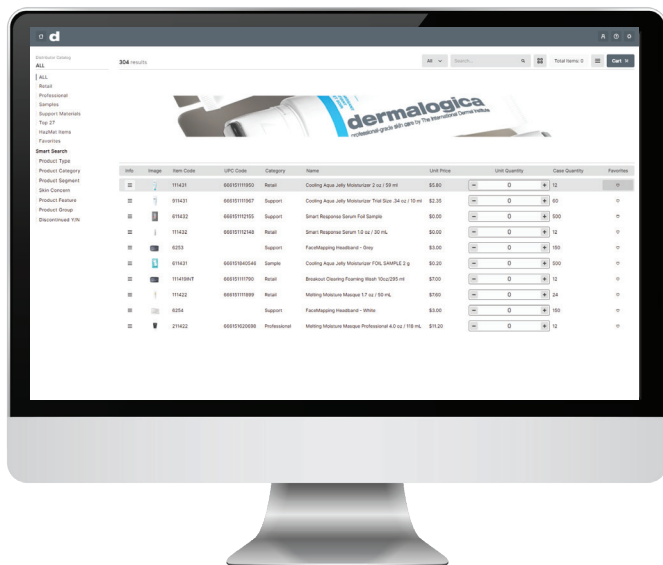 d
Distributor Catalog
ALL
304 results
All
Search...
Total Items: 0
Cart
ALL
Retail
Professional
Samples
Support Materials
Top 27
HazMat Items
Favorites
Smart Search
Product Type
Product Category
Product Segment
Skin Concern
Product Feature
Product Group
Discontinued Y/N
dermalogica
professional-grade skin care by The International Dermal Institute
Info Image Item Code UPC Code Category Name Unit Price Unit Quantity Case Quantity Favorites
111431 666151111950 Retail Cooling Aqua Jelly Moisturizer 2 oz / 59 ml $5.80 − 0 + 12
911431 666151111967 Support Cooling Aqua Jelly Moisturizer Trial Size .34 oz / 10 ml $2.35 − 0 + 60
611432 666151112155 Support Smart Response Serum Foil Sample $0.00 − 0 + 500
111432 666151112148 Retail Smart Response Serum 1.0 oz / 30 mL $0.00 − 0 + 12
6253 Support FaceMapping Headband - Grey $3.00 − 0 + 150
611431 666151640546 Sample Cooling Aqua Jelly Moisturizer FOIL SAMPLE 2 g $0.20 − 0 + 500
111419INT 666151111790 Retail Breakout Clearing Foaming Wash 10oz/295 ml $7.00 − 0 + 12
111422 Retail Melting Moisture Masque 1.7 oz / 50 mL $7.60 − 0 + 24
6254 Support FaceMapping Headband - White $3.00 − 0 + 150
211422 666151620696 Professional Melting Moisture Masque Professional 4.0 oz / 118 mL $11.20 − 0 + 12